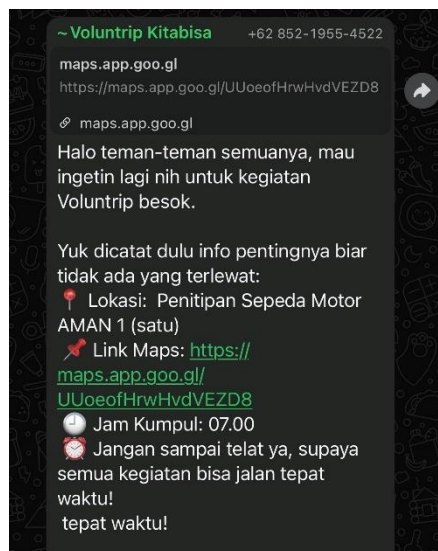 ~Voluntrip Kitabisa +62 852-1955-4522
maps.app.goo.gl
https://maps.app.goo.gl/UUoeofHrwHvdVEZD8
maps.app.goo.gl
Halo teman-teman semuanya, mau
ingetin lagi nih untuk kegiatan
Voluntrip besok.
Yuk dicatat dulu info pentingnya biar
tidak ada yang terlewat:
📍 Lokasi: Penitipan Sepeda Motor
AMAN 1 (satu)
📌 Link Maps: https://
maps.app.goo.gl/
UUoeofHrwHvdVEZD8
🕘 Jam Kumpul: 07.00
⏰ Jangan sampai telat ya, supaya
semua kegiatan bisa jalan tepat
waktu!
tepat waktu!